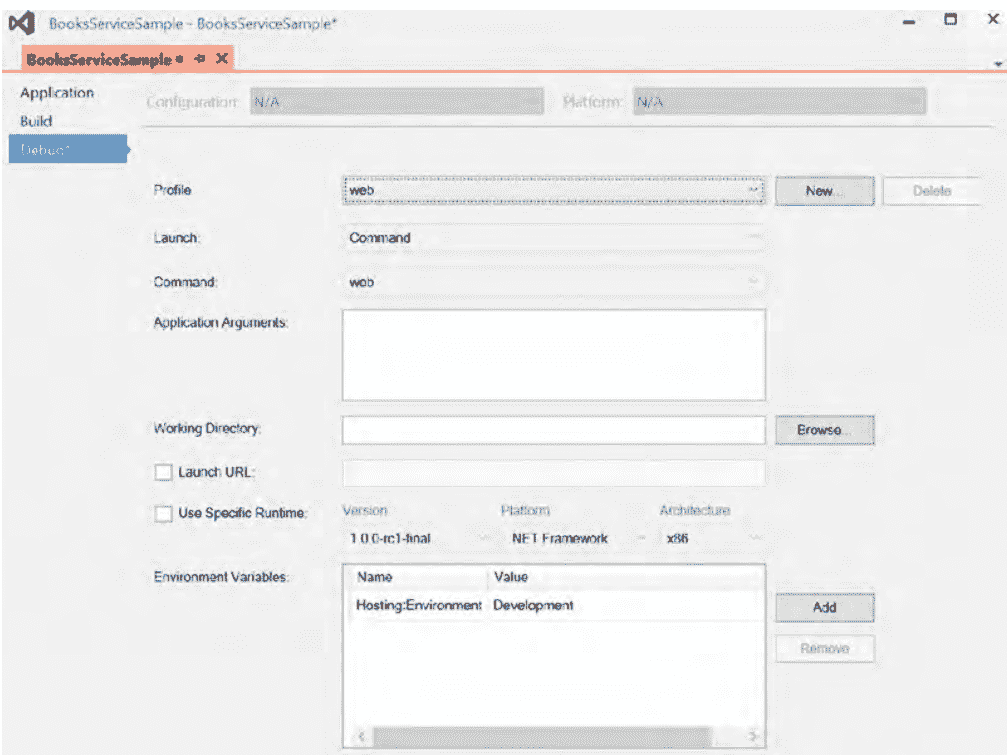 BooksServiceSample - BooksServiceSample*
BooksServiceSample
Application
Configuration: N/A Platform: N/A
Build
Debug*
Profile web New... Delete
Launch: Command
Command: web
Application Arguments:
Working Directory: Browse...
Launch URL:
Use Specific Runtime: Version Platform Architecture
1.0.0-rc1-final .NET Framework x86
Environment Variables: Name Value
Hosting:Environment Development
Add
Remove